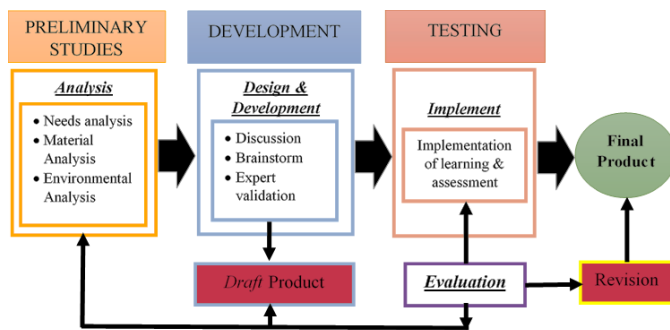 PRELIMINARY
STUDIES
DEVELOPMENT
TESTING
Analysis
• Needs analysis
• Material
Analysis
• Environmental
Analysis
Design &
Development
• Discussion
• Brainstorm
• Expert
validation
Implement
Implementation
of learning &
assessment
Final
Product
Draft Product
Evaluation
Revision